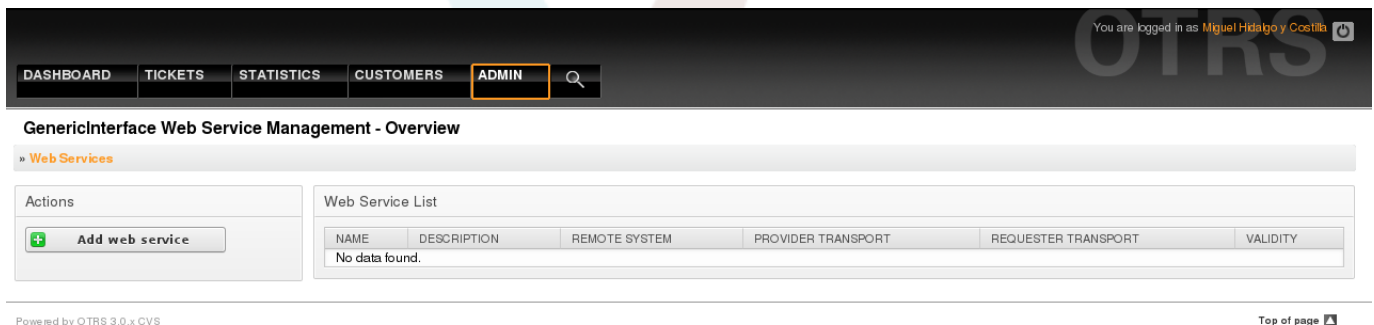 OTRS
You are logged in as Miguel Hidalgo y Costilla
DASHBOARD TICKETS STATISTICS CUSTOMERS ADMIN
GenericInterface Web Service Management - Overview
» Web Services
Actions
Add web service
Web Service List
NAME DESCRIPTION REMOTE SYSTEM PROVIDER TRANSPORT REQUESTER TRANSPORT VALIDITY
No data found.
Powered by OTRS 3.0.x CVS
Top of page